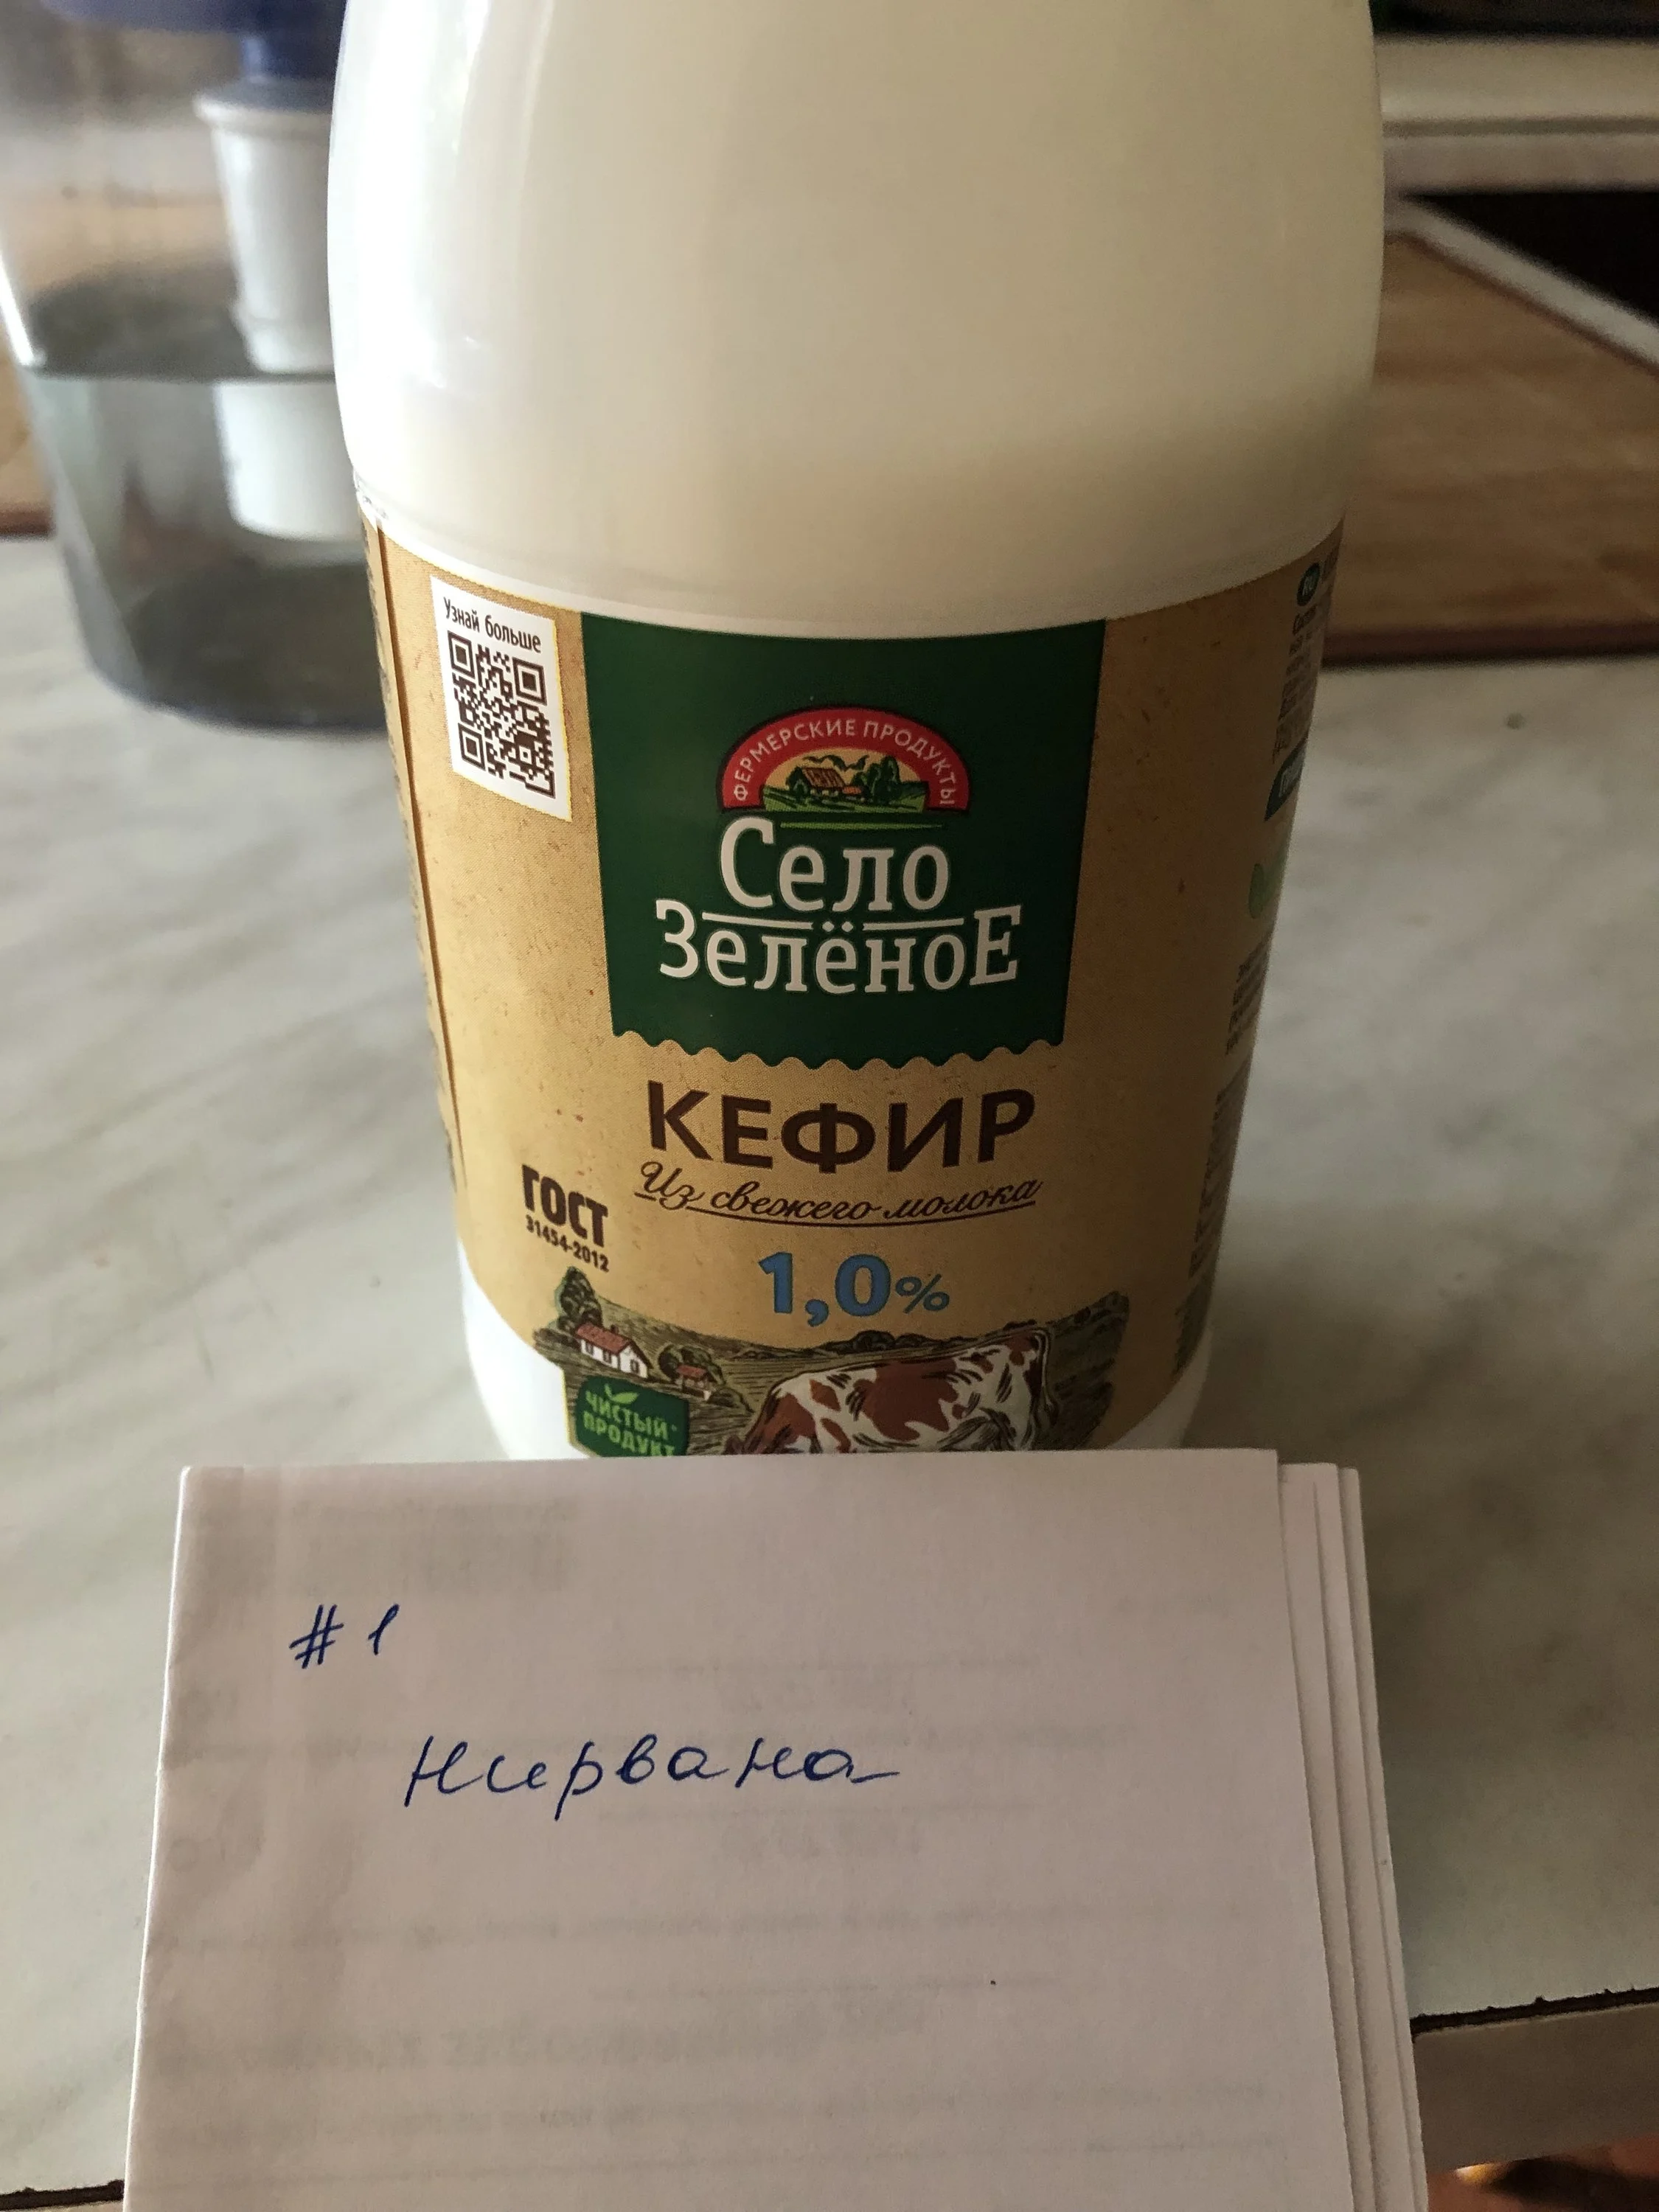 Узнай больше
ФЕРМЕРСКИЕ ПРОДУКТЫ
Село
Зелёное
КЕФИР
Из свежего молока
ГОСТ
31454-2012
1,0%
ЧИСТЫЙ
ПРОДУКТ
#1
Нирвана